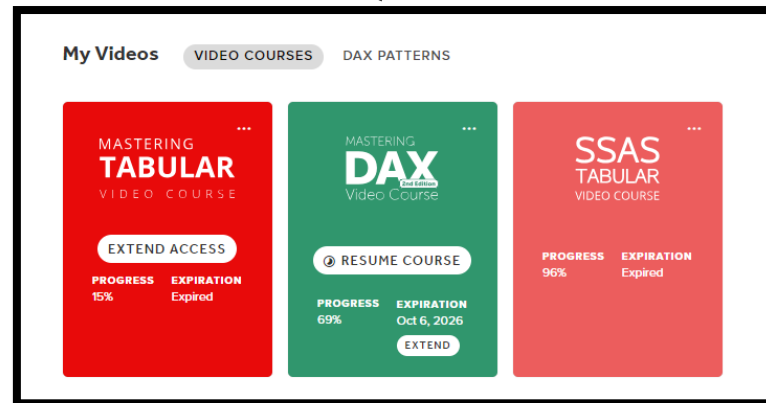 My Videos VIDEO COURSES DAX PATTERNS
MASTERING
TABULAR
VIDEO COURSE
EXTEND ACCESS
PROGRESS EXPIRATION
15% Expired
MASTERING
DAX
2nd Edition
Video Course
RESUME COURSE
PROGRESS EXPIRATION
69% Oct 6, 2026
EXTEND
SSAS
TABULAR
VIDEO COURSE
PROGRESS EXPIRATION
96% Expired